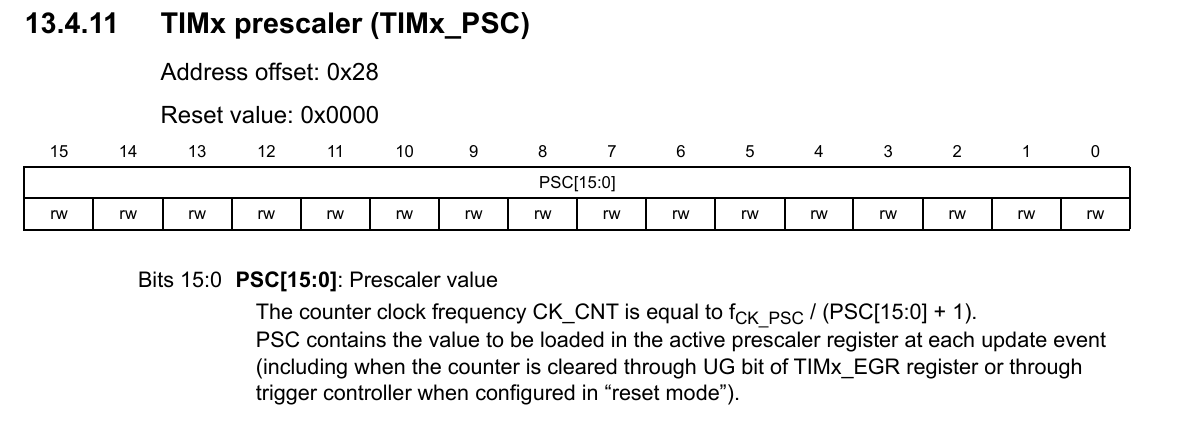 13.4.11 TIMx prescaler (TIMx_PSC)
Address offset: 0x28
Reset value: 0x0000
15 14 13 12 11 10 9 8 7 6 5 4 3 2 1 0
PSC[15:0]
rw rw rw rw rw rw rw rw rw rw rw rw rw rw rw rw
Bits 15:0 PSC[15:0]: Prescaler value
The counter clock frequency CK_CNT is equal to fCK_PSC / (PSC[15:0] + 1).
PSC contains the value to be loaded in the active prescaler register at each update event
(including when the counter is cleared through UG bit of TIMx_EGR register or through
trigger controller when configured in “reset mode”).